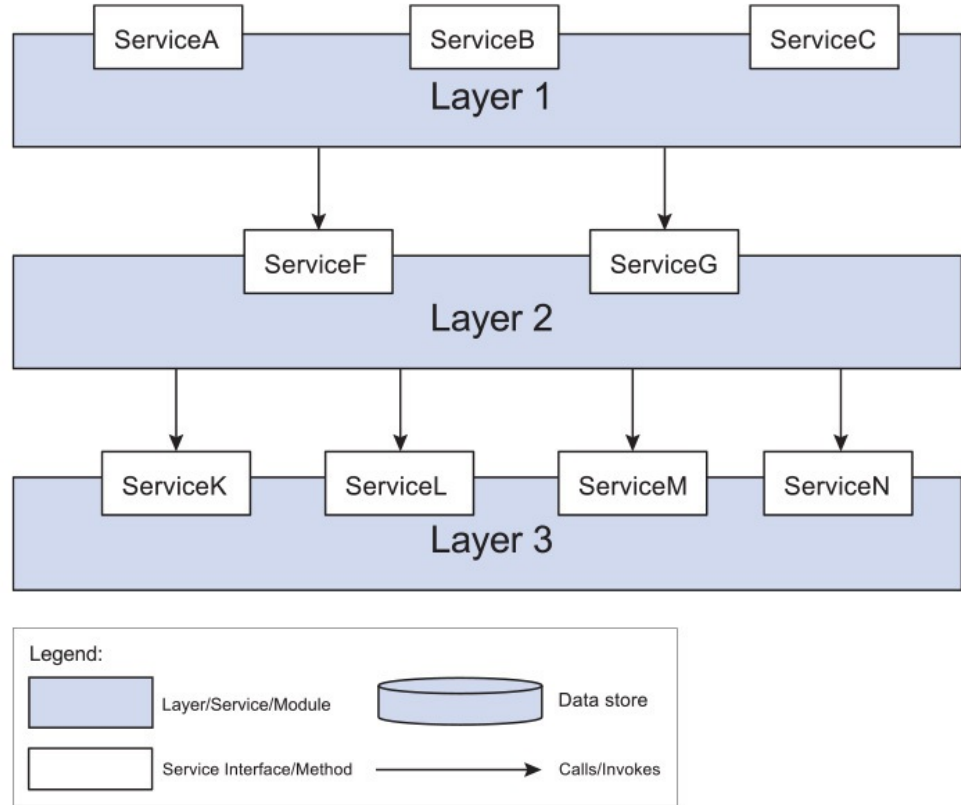 ServiceA
ServiceB
ServiceC
Layer 1
ServiceF
ServiceG
Layer 2
ServiceK
ServiceL
ServiceM
ServiceN
Layer 3
Legend:
Layer/Service/Module
Data store
Service Interface/Method
Calls/Invokes